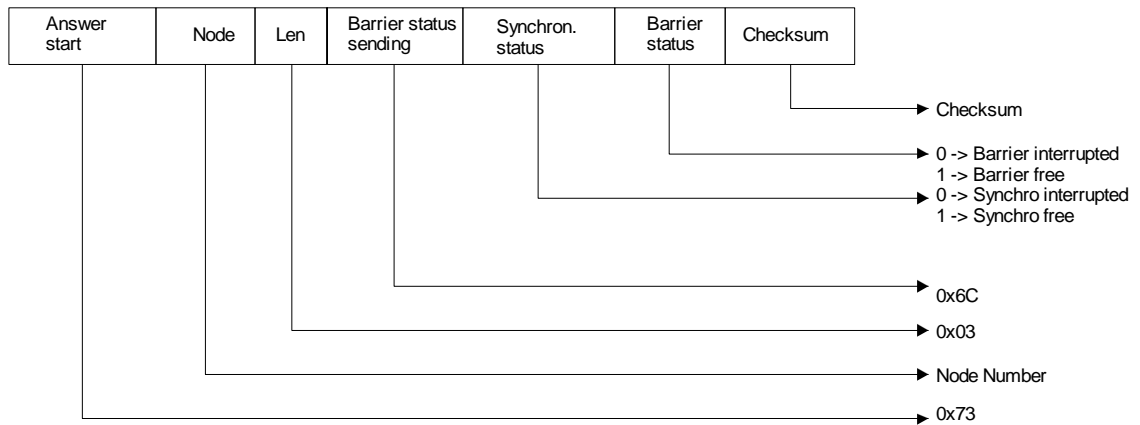 Answer start
Node
Len
Barrier status sending
Synchron. status
Barrier status
Checksum
Checksum
0 -> Barrier interrupted
1 -> Barrier free
0 -> Synchro interrupted
1 -> Synchro free
0x6C
0x03
Node Number
0x73